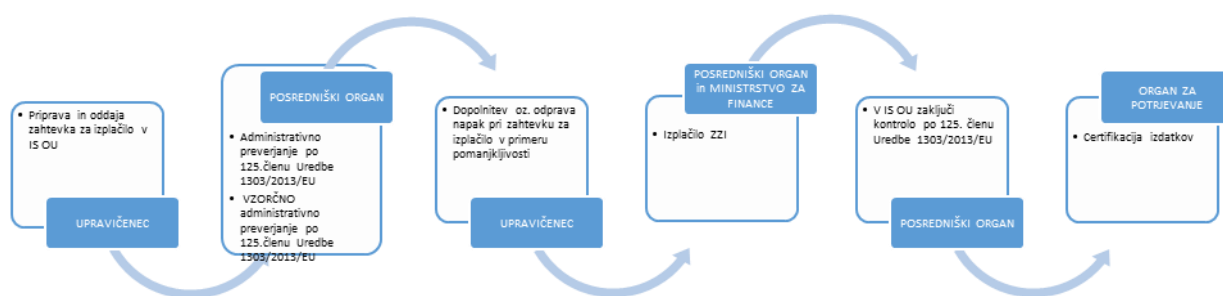 • Priprava in oddaja
zahtevka za izplačilo v
IS OU
UPRAVIČENEC
POSREDNIŠKI ORGAN
• Administrativno
preverjanje po
125.členu Uredbe
1303/2013/EU
• VZORČNO
administrativno
preverjanje po
125.členu Uredbe
1303/2013/EU
• Dopolnitev oz. odprava
napak pri zahtevku za
izplačilo v primeru
pomanjkljivosti
UPRAVIČENEC
POSREDNIŠKI ORGAN
in MINISTRSTVO ZA
FINANCE
• Izplačilo ZZI
• V IS OU zaključi
kontrolo po 125. členu
Uredbe 1303/2013/EU
POSREDNIŠKI ORGAN
ORGAN ZA
POTRJEVANJE
• Certifikacija izdatkov